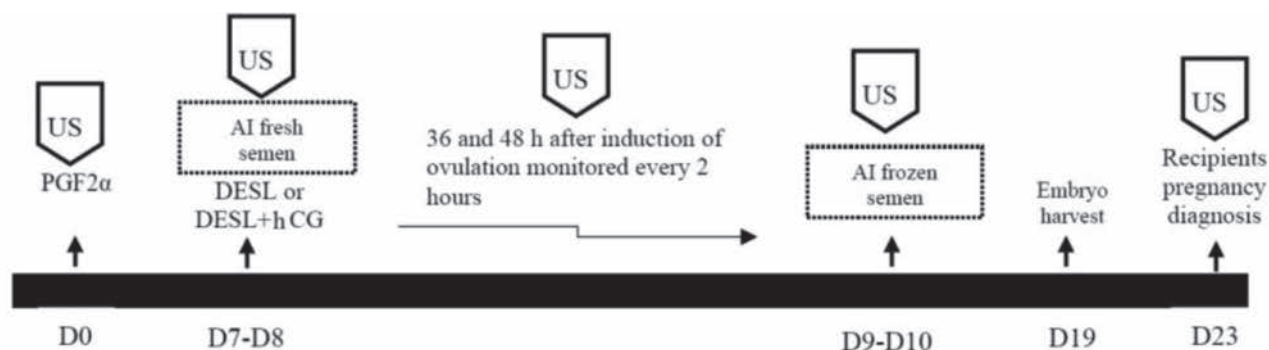 US
PGF2α
US
AI fresh
semen
DESL or
DESL+hCG
US
36 and 48 h after induction of
ovulation monitored every 2
hours
US
AI frozen
semen
Embryo
harvest
US
Recipients
pregnancy
diagnosis
D0
D7-D8
D9-D10
D19
D23